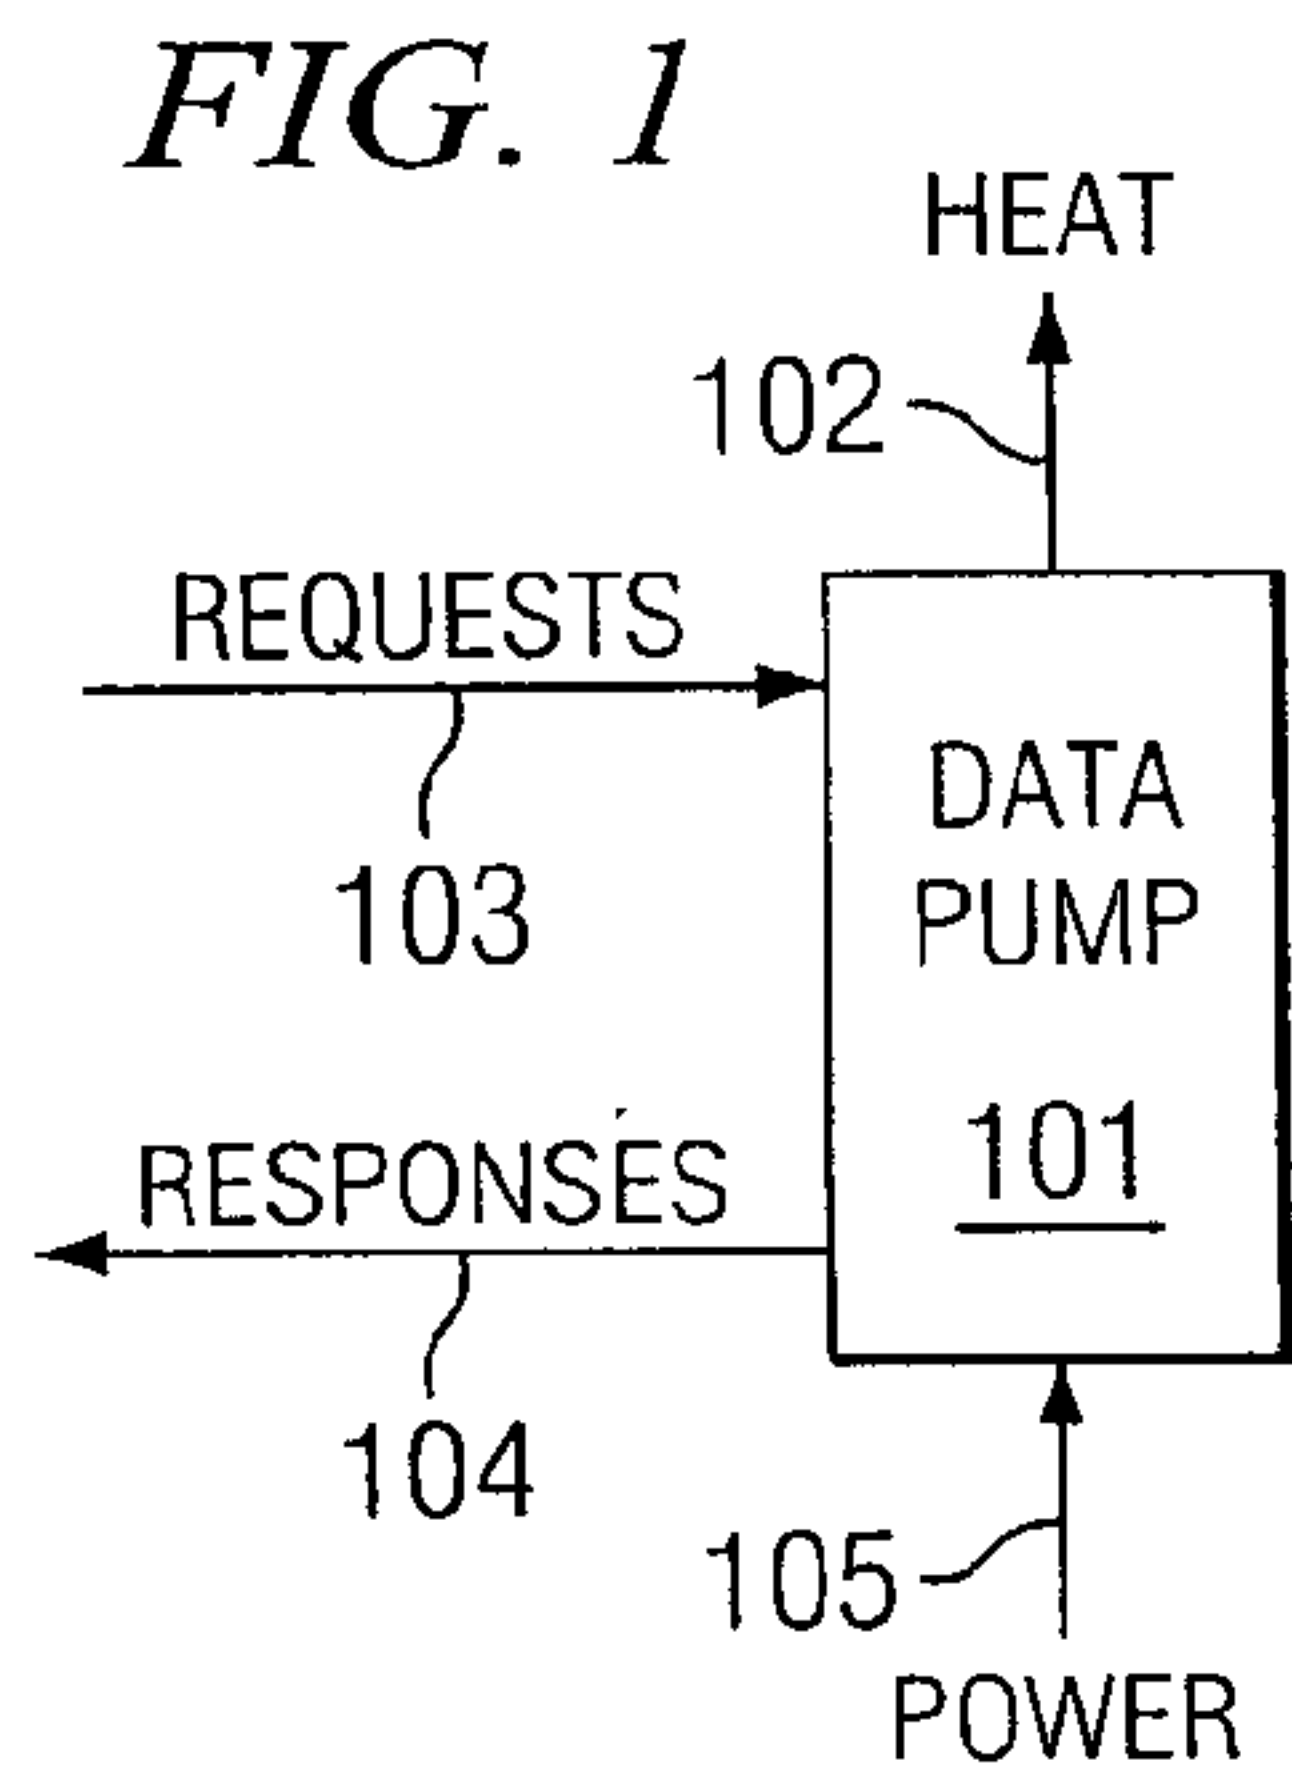 FIG. 1
HEAT
102
REQUESTS
103
DATA
PUMP
101
RESPONSES
104
105
POWER